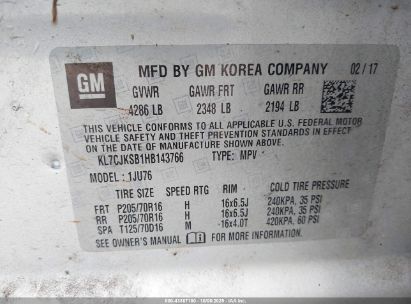 GM
MFD BY GM KOREA COMPANY 02 / 17
GVWR GAWR FRT GAWR RR
4286 LB 2348 LB 2194 LB
THIS VEHICLE CONFORMS TO ALL APPLICABLE
U.S. FEDERAL MOTOR VEHICLE SAFETY, BUMPER, AND
THEFT PREVENTION STANDARDS IN EFFECT ON
THE DATE OF MANUFACTURE SHOWN ABOVE.
KL7CJKSB1HB143766 TYPE: MPV
MODEL : 1JU76
TIRE SIZE SPEED RTG RIM COLD TIRE PRESSURE
FRT P205/70R16 H 16x6.5J 240KPA, 35 PSI
RR P205/70R16 H 16x6.5J 240KPA, 35 PSI
SPA T125/70D16 M 16x4.0T 420KPA, 60 PSI
SEE OWNER'S MANUAL FOR MORE INFORMATION.